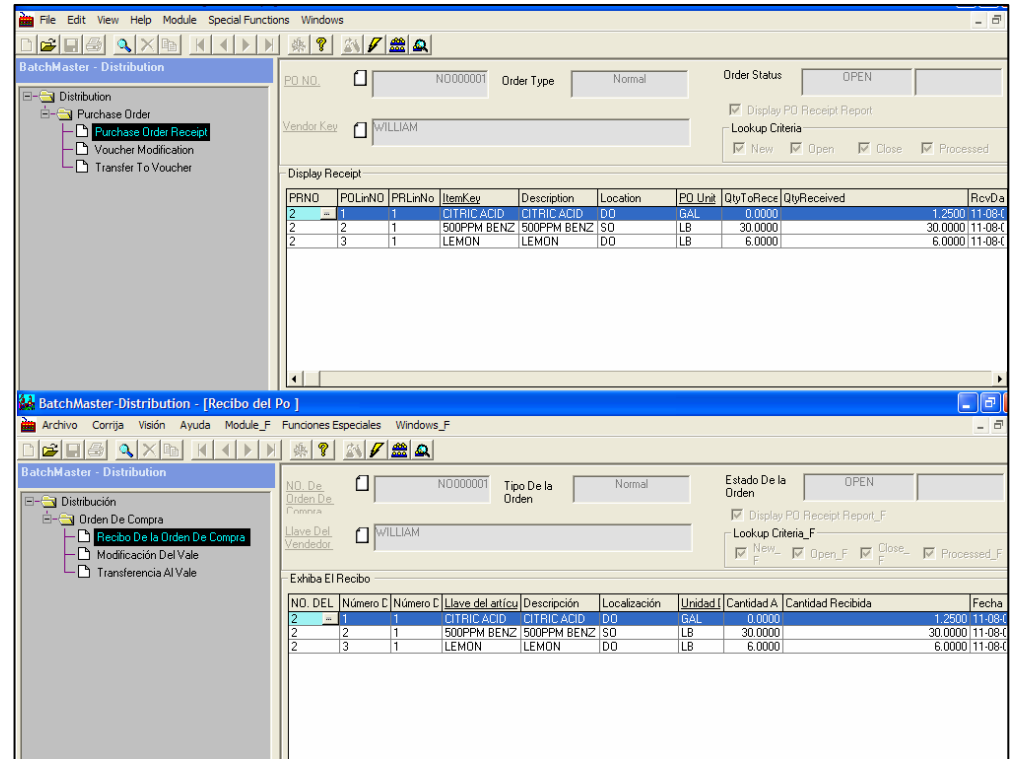 File Edit View Help Module Special Functions Windows
BatchMaster - Distribution
Distribution
Purchase Order
Purchase Order Receipt
Voucher Modification
Transfer To Voucher
PO NO. NO000001 Order Type Normal Order Status OPEN
Display PO Receipt Report
Vendor Key WILLIAM
Lookup Criteria
New Open Close Processed
Display Receipt
PRNO POLinNO PRLinNo ItemKey Description Location PO Unit QtyToRece QtyReceived RcvDa
2 ... 1 1 CITRIC ACID CITRIC ACID DO GAL 0.0000 1.2500 11-08-0
2 2 1 500PPM BENZ 500PPM BENZ SO LB 30.0000 30.0000 11-08-0
2 3 1 LEMON LEMON DO LB 6.0000 6.0000 11-08-0
BatchMaster-Distribution - [Recibo del Po ]
Archivo Corrija Visión Ayuda Module_F Funciones Especiales Windows_F
BatchMaster - Distribution
Distribución
Orden De Compra
Recibo De la Orden De Compra
Modificación Del Vale
Transferencia Al Vale
NO. De Orden De Compra NO000001 Tipo De la Orden Normal Estado De la Orden OPEN
Display PO Receipt Report_F
Llave Del Vendedor WILLIAM
Lookup Criteria_F
New_F Open_F Close_F Processed_F
Exhiba El Recibo
NO. DEL Número D Número D Llave del artícu Descripción Localización Unidad D Cantidad A Cantidad Recibida Fecha
2 ... 1 1 CITRIC ACID CITRIC ACID DO GAL 0.0000 1.2500 11-08-0
2 2 1 500PPM BENZ 500PPM BENZ SO LB 30.0000 30.0000 11-08-0
2 3 1 LEMON LEMON DO LB 6.0000 6.0000 11-08-0